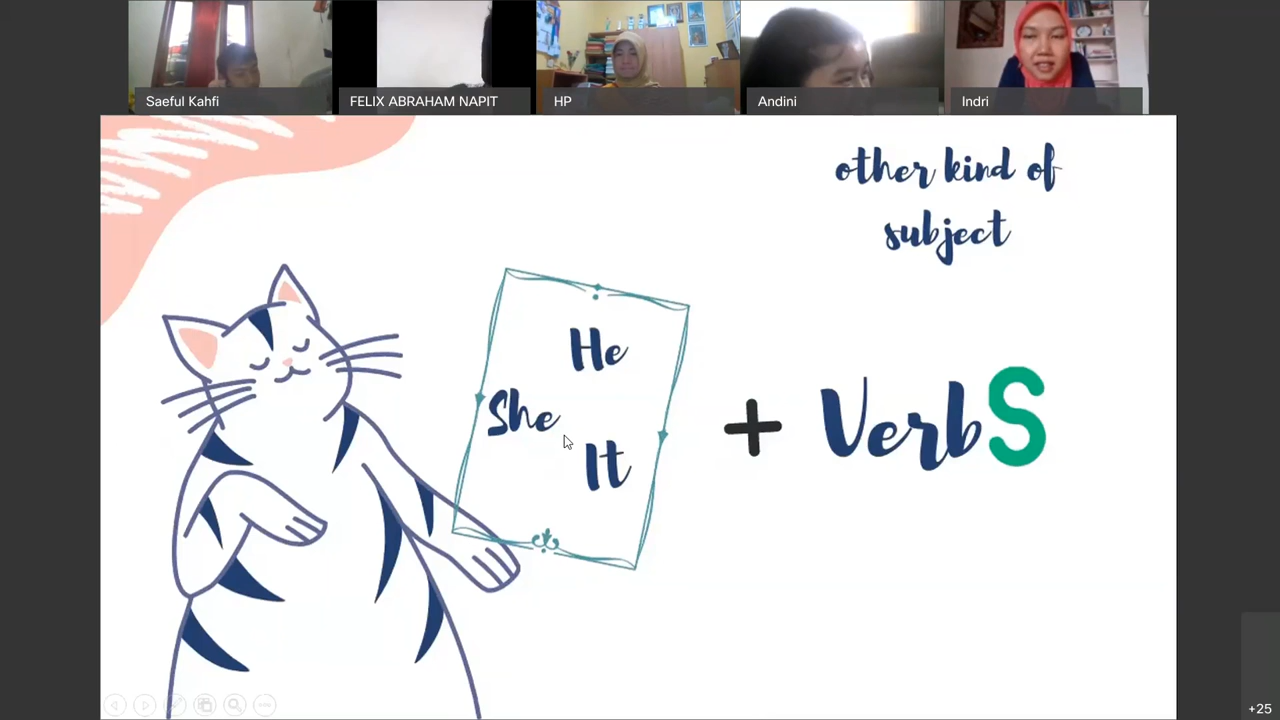 Saeful Kahfi
FELIX ABRAHAM NAPIT
HP
Andini
Indri
other kind of
subject
He
She
It
+ VerbS
+25